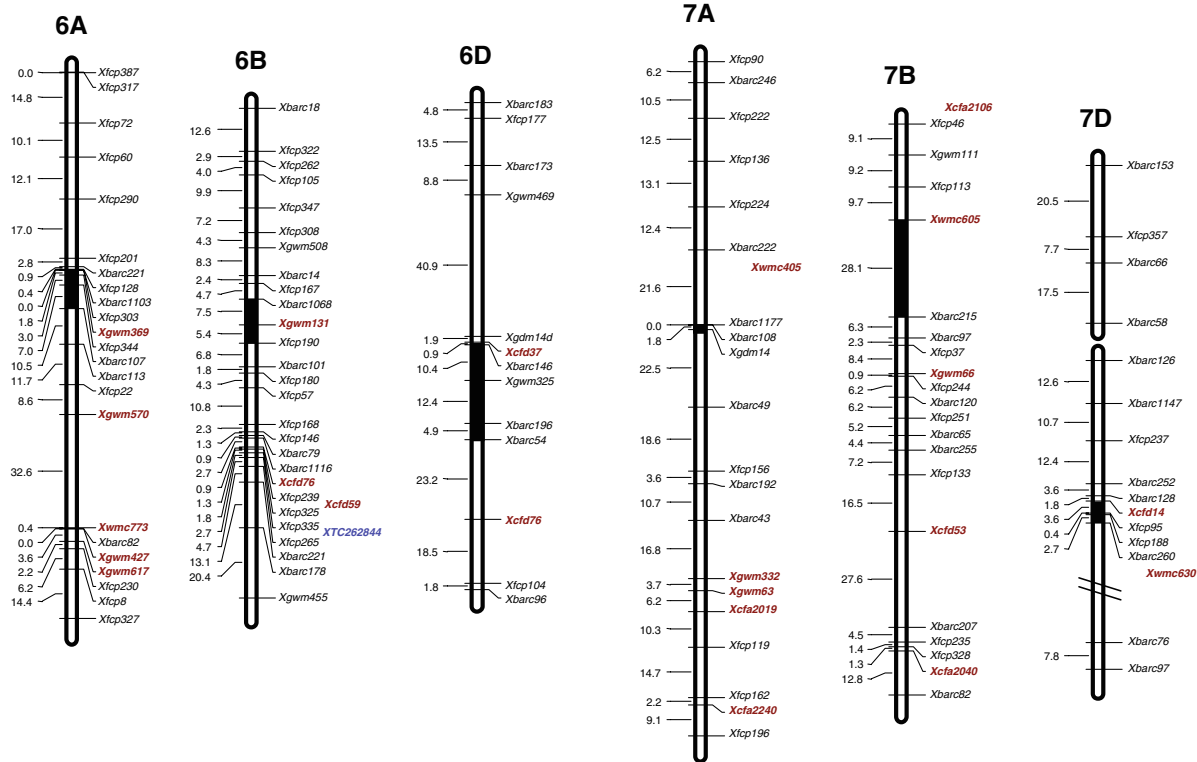 6A
0.0
14.8
10.1
12.1
17.0
2.8
0.9
0.4
0.0
1.8
3.0
7.0
10.5
11.7
8.6
32.6
0.4
0.0
3.6
2.2
6.2
14.4
Xfcp387
Xfcp317
Xfcp72
Xfcp60
Xfcp290
Xfcp201
Xbarc221
Xfcp128
Xbarc1103
Xfcp303
Xgwm369
Xfcp344
Xbarc107
Xbarc113
Xfcp22
Xgwm570
Xwmc773
Xbarc82
Xgwm427
Xgwm617
Xfcp230
Xfcp8
Xfcp327
6B
12.6
2.9
4.0
9.9
7.2
4.3
8.3
2.4
4.7
7.5
5.4
6.8
1.8
4.3
10.8
2.3
1.3
0.9
2.7
0.9
1.3
1.8
2.7
4.7
13.1
20.4
Xbarc18
Xfcp322
Xfcp262
Xfcp105
Xfcp347
Xfcp308
Xgwm508
Xbarc14
Xfcp167
Xbarc1068
Xgwm131
Xfcp190
Xbarc101
Xfcp180
Xfcp57
Xfcp168
Xfcp146
Xbarc79
Xbarc1116
Xcfd76
Xfcp239
Xcfd59
Xfcp325
Xfcp335
XTC262844
Xfcp265
Xbarc221
Xbarc178
Xgwm455
6D
4.8
13.5
8.8
40.9
1.9
0.9
10.4
12.4
4.9
23.2
18.5
1.8
Xbarc183
Xfcp177
Xbarc173
Xgwm469
Xgdm14d
Xcfd37
Xbarc146
Xgwm325
Xbarc196
Xbarc54
Xcfd76
Xfcp104
Xbarc96
7A
6.2
10.5
12.5
13.1
12.4
21.6
0.0
1.8
22.5
18.6
3.6
10.7
16.8
3.7
6.2
10.3
14.7
2.2
9.1
Xfcp90
Xbarc246
Xfcp222
Xfcp136
Xfcp224
Xbarc222
Xwmc405
Xbarc1177
Xbarc108
Xgdm14
Xbarc49
Xfcp156
Xbarc192
Xbarc43
Xgwm332
Xgwm63
Xcfa2019
Xfcp119
Xfcp162
Xcfa2240
Xfcp196
7B
9.1
9.2
9.7
28.1
6.3
2.3
8.4
0.9
6.2
6.2
5.2
4.4
7.2
16.5
27.6
4.5
1.4
1.3
12.8
Xcfa2106
Xfcp46
Xgwm111
Xfcp113
Xwmc605
Xbarc215
Xbarc97
Xfcp37
Xgwm66
Xfcp244
Xbarc120
Xfcp251
Xbarc65
Xbarc255
Xfcp133
Xcfd53
Xbarc207
Xfcp235
Xfcp328
Xcfa2040
Xbarc82
7D
20.5
7.7
17.5
12.6
10.7
12.4
3.6
1.8
3.6
0.4
2.7
7.8
Xbarc153
Xfcp357
Xbarc66
Xbarc58
Xbarc126
Xbarc1147
Xfcp237
Xbarc252
Xbarc128
Xcfd14
Xfcp95
Xfcp188
Xbarc260
Xwmc630
Xbarc76
Xbarc97